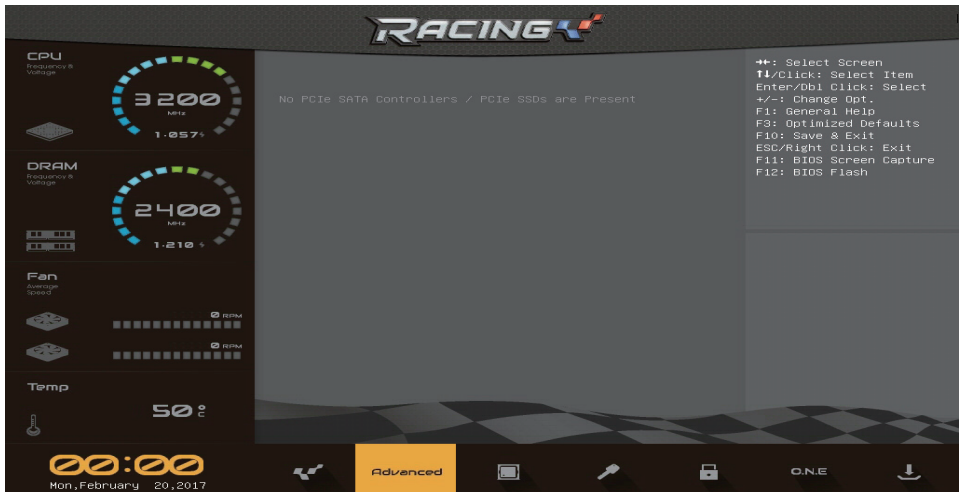 RACING
CPU
Frequency &
Voltage
3200
MHz
1.057v
DRAM
Frequency &
Voltage
2400
MHz
1.210 v
Fan
Average
Speed
0 RPM
0 RPM
Temp
50 °C
00:00
Mon,February 20,2017
No PCIe SATA Controllers / PCIe SSDs are Present
→←: Select Screen
↑↓/Click: Select Item
Enter/Dbl Click: Select
+/-: Change Opt.
F1: General Help
F3: Optimized Defaults
F10: Save & Exit
ESC/Right Click: Exit
F11: BIOS Screen Capture
F12: BIOS Flash
Advanced
O.N.E